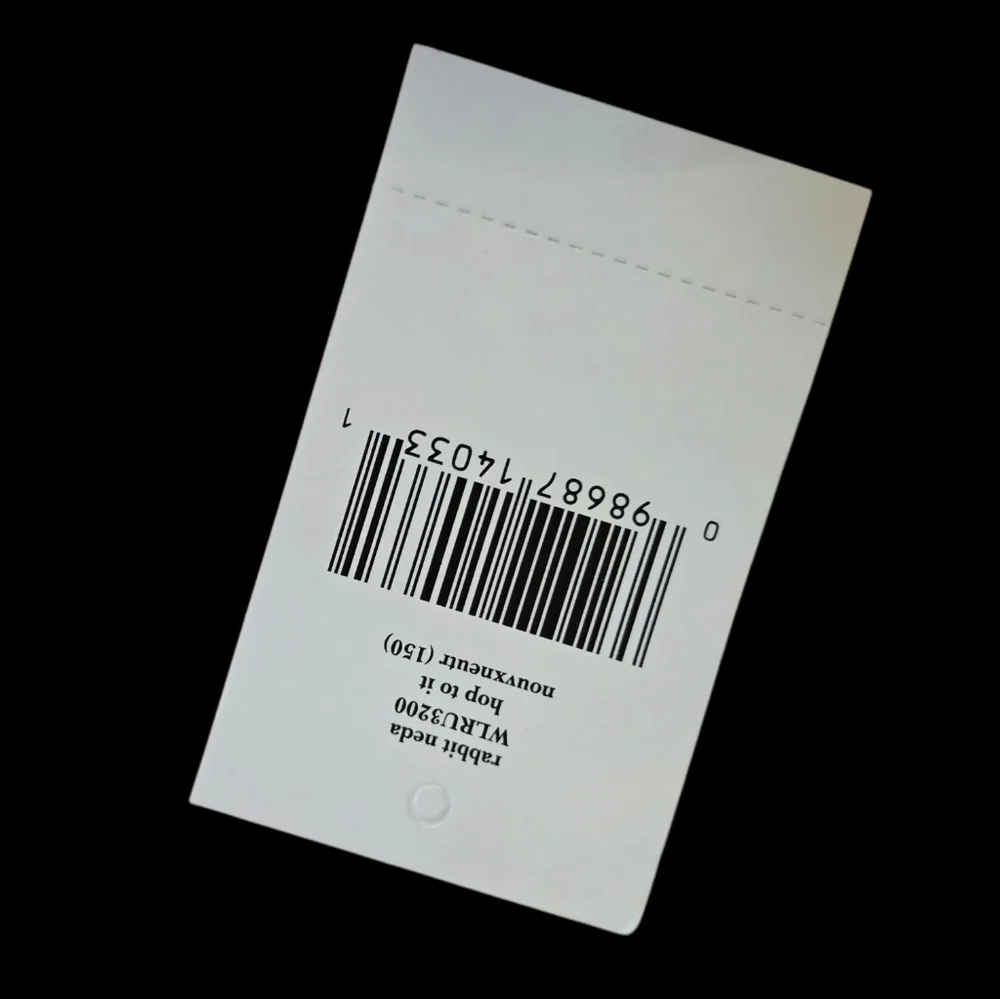 rabbit neda
WLRU3200
hop to it
nouvxneutr (150)
0 98687 14033 1